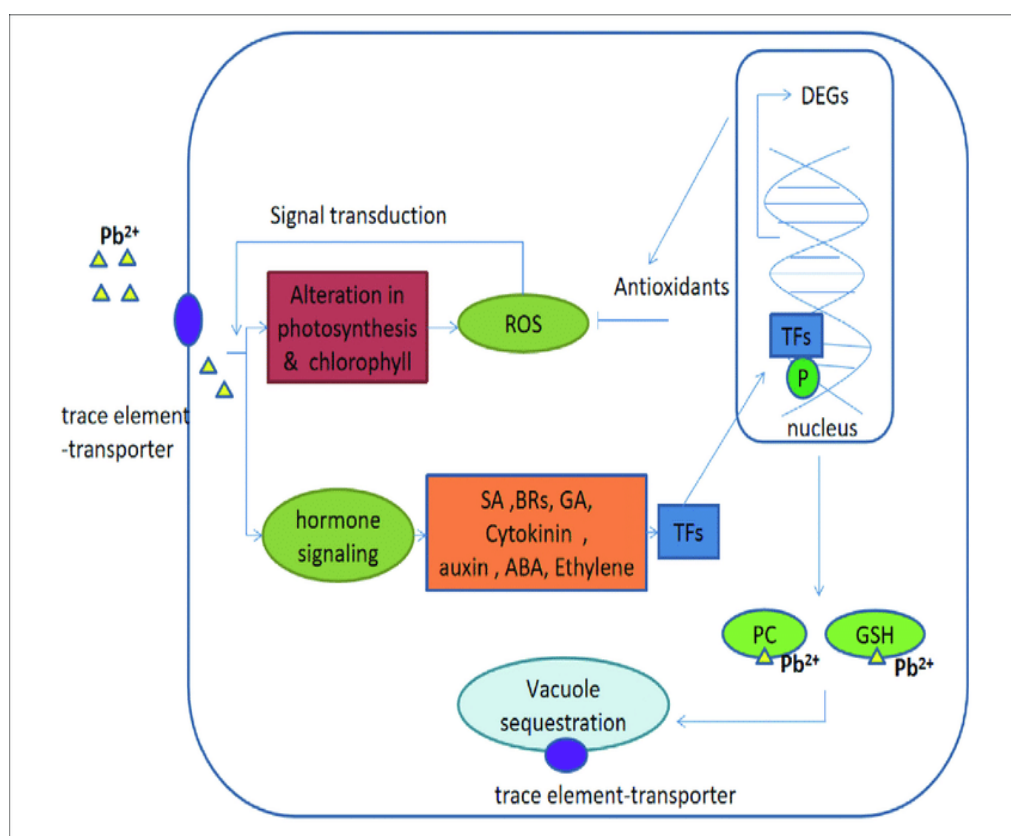 DEGs
Signal transduction
Pb²⁺
Antioxidants
Alteration in
photosynthesis
& chlorophyll
ROS
TFs
P
trace element
-transporter
nucleus
hormone
signaling
SA ,BRs, GA,
Cytokinin ,
auxin , ABA, Ethylene
TFs
PC
Pb²⁺
GSH
Pb²⁺
Vacuole
sequestration
trace element-transporter